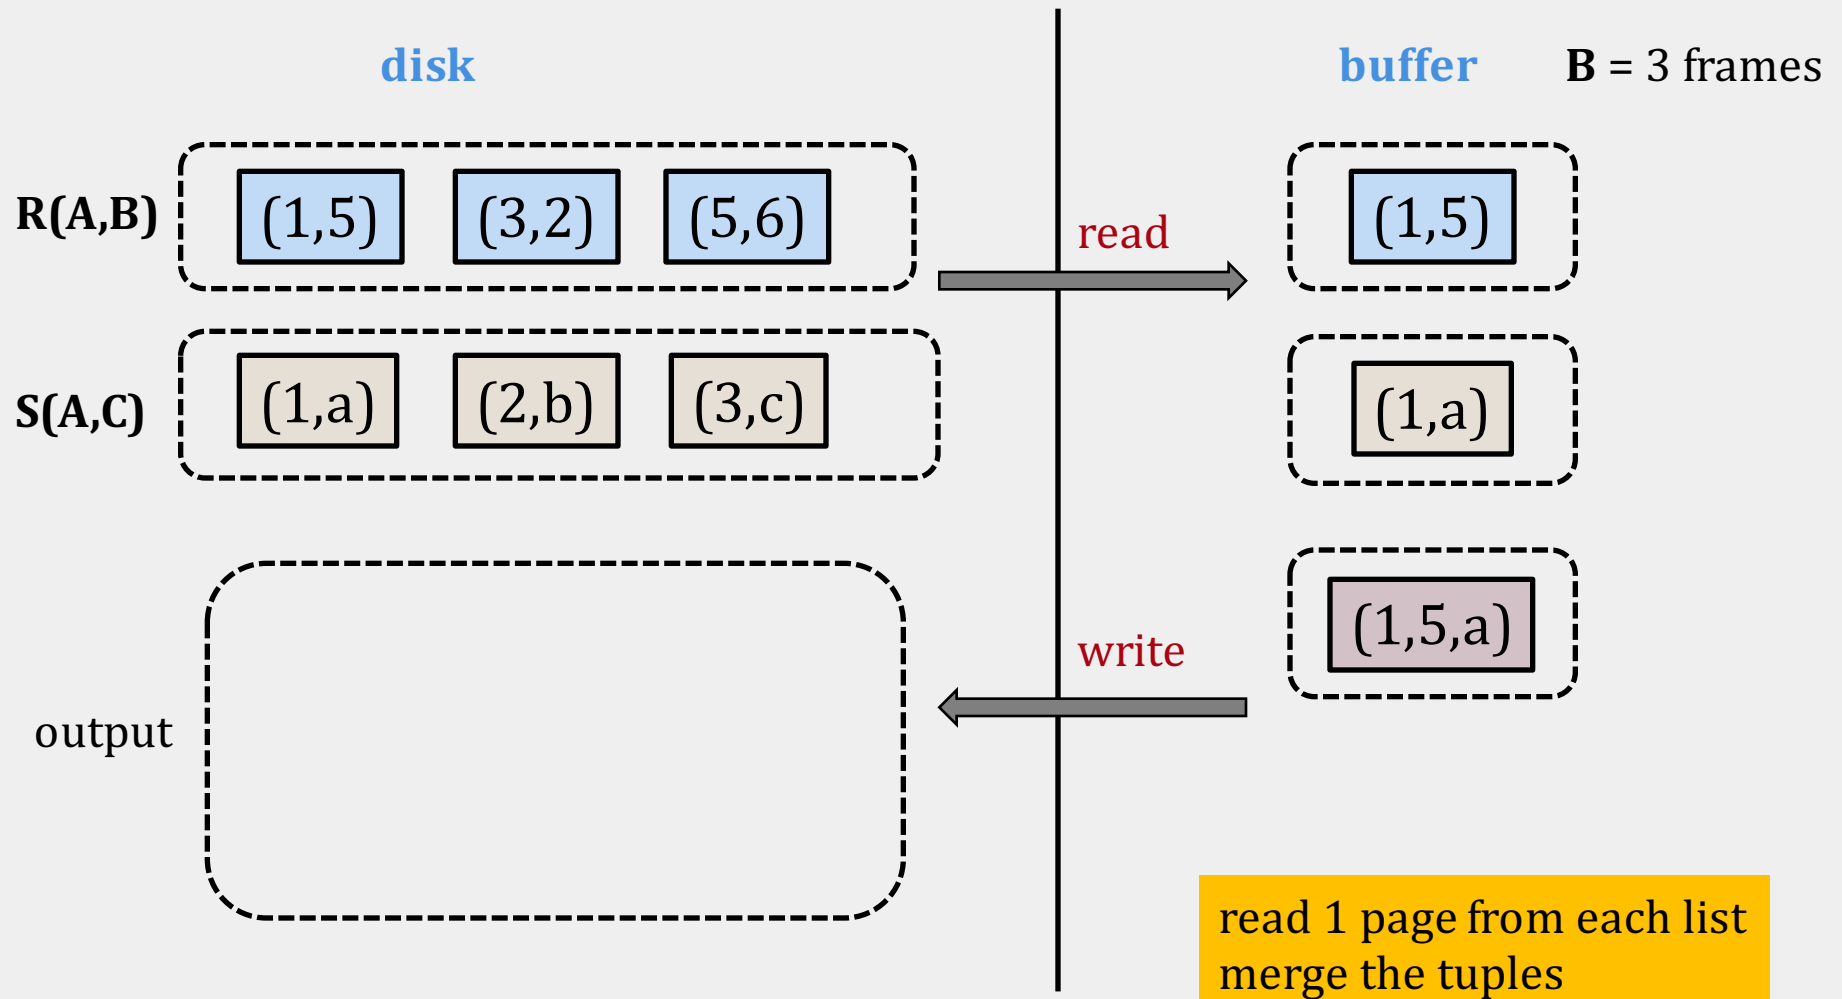 disk
buffer B = 3 frames
R(A,B) (1,5) (3,2) (5,6)
read
(1,5)
S(A,C) (1,a) (2,b) (3,c)
(1,a)
(1,5,a)
write
output
read 1 page from each list
merge the tuples